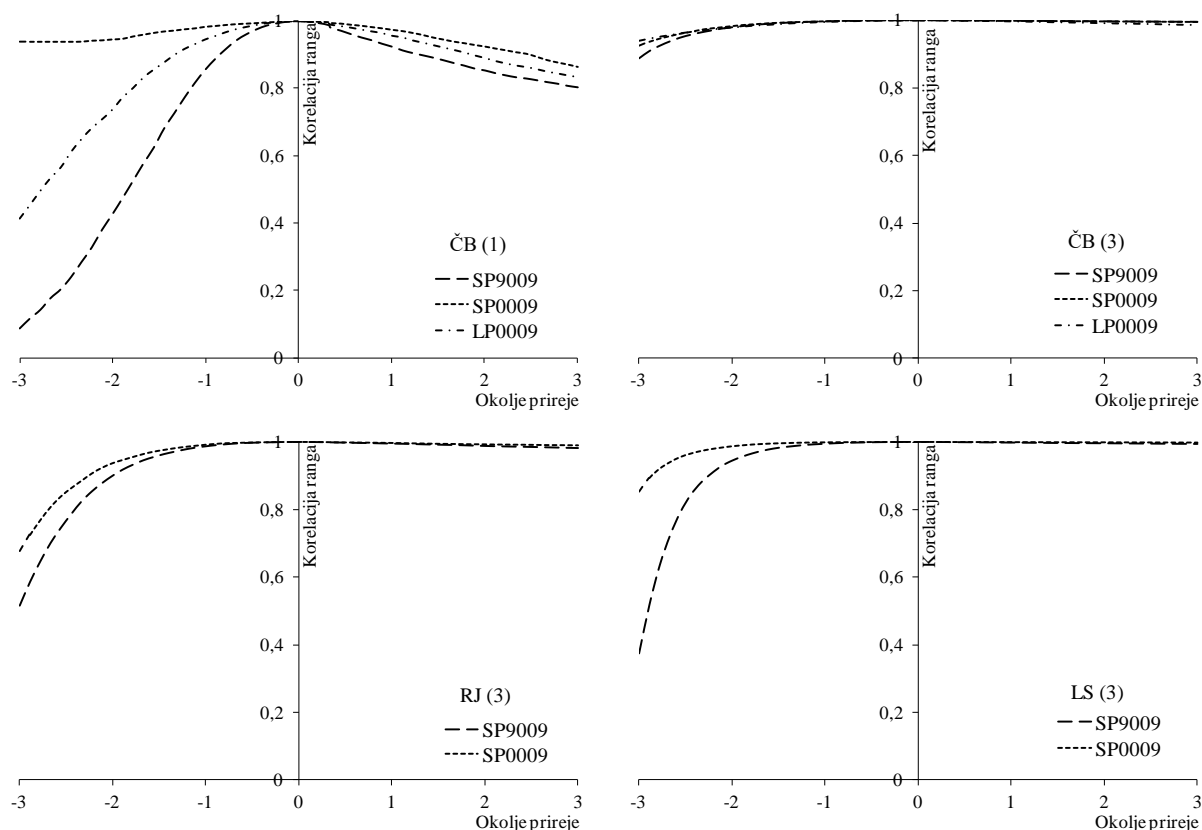 1
0,8
0,6
0,4
0,2
0
-3 -2 -1 0 1 2 3
Korelacija ranga
Okolje prireje
ČB (1)
SP9009
SP0009
LP0009
1
0,8
0,6
0,4
0,2
0
-3 -2 -1 0 1 2 3
Korelacija ranga
Okolje prireje
ČB (3)
SP9009
SP0009
LP0009
1
0,8
0,6
0,4
0,2
0
-3 -2 -1 0 1 2 3
Korelacija ranga
Okolje prireje
RJ (3)
SP9009
SP0009
1
0,8
0,6
0,4
0,2
0
-3 -2 -1 0 1 2 3
Korelacija ranga
Okolje prireje
LS (3)
SP9009
SP0009